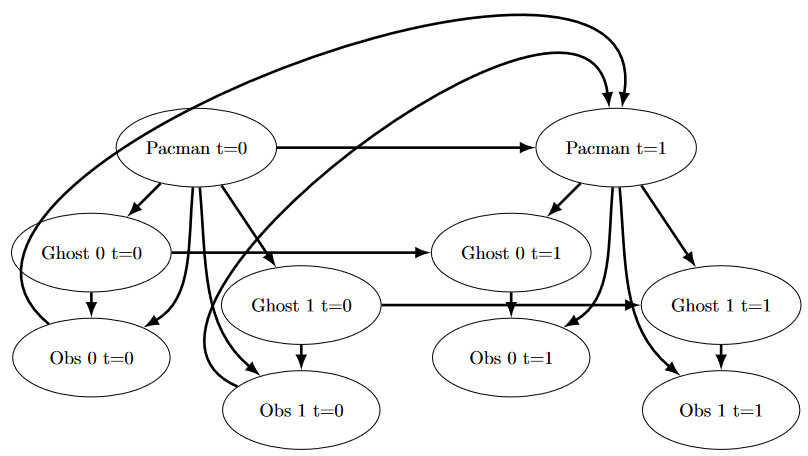 Pacman t=0
Pacman t=1
Ghost 0 t=0
Ghost 0 t=1
Ghost 1 t=0
Ghost 1 t=1
Obs 0 t=0
Obs 0 t=1
Obs 1 t=0
Obs 1 t=1